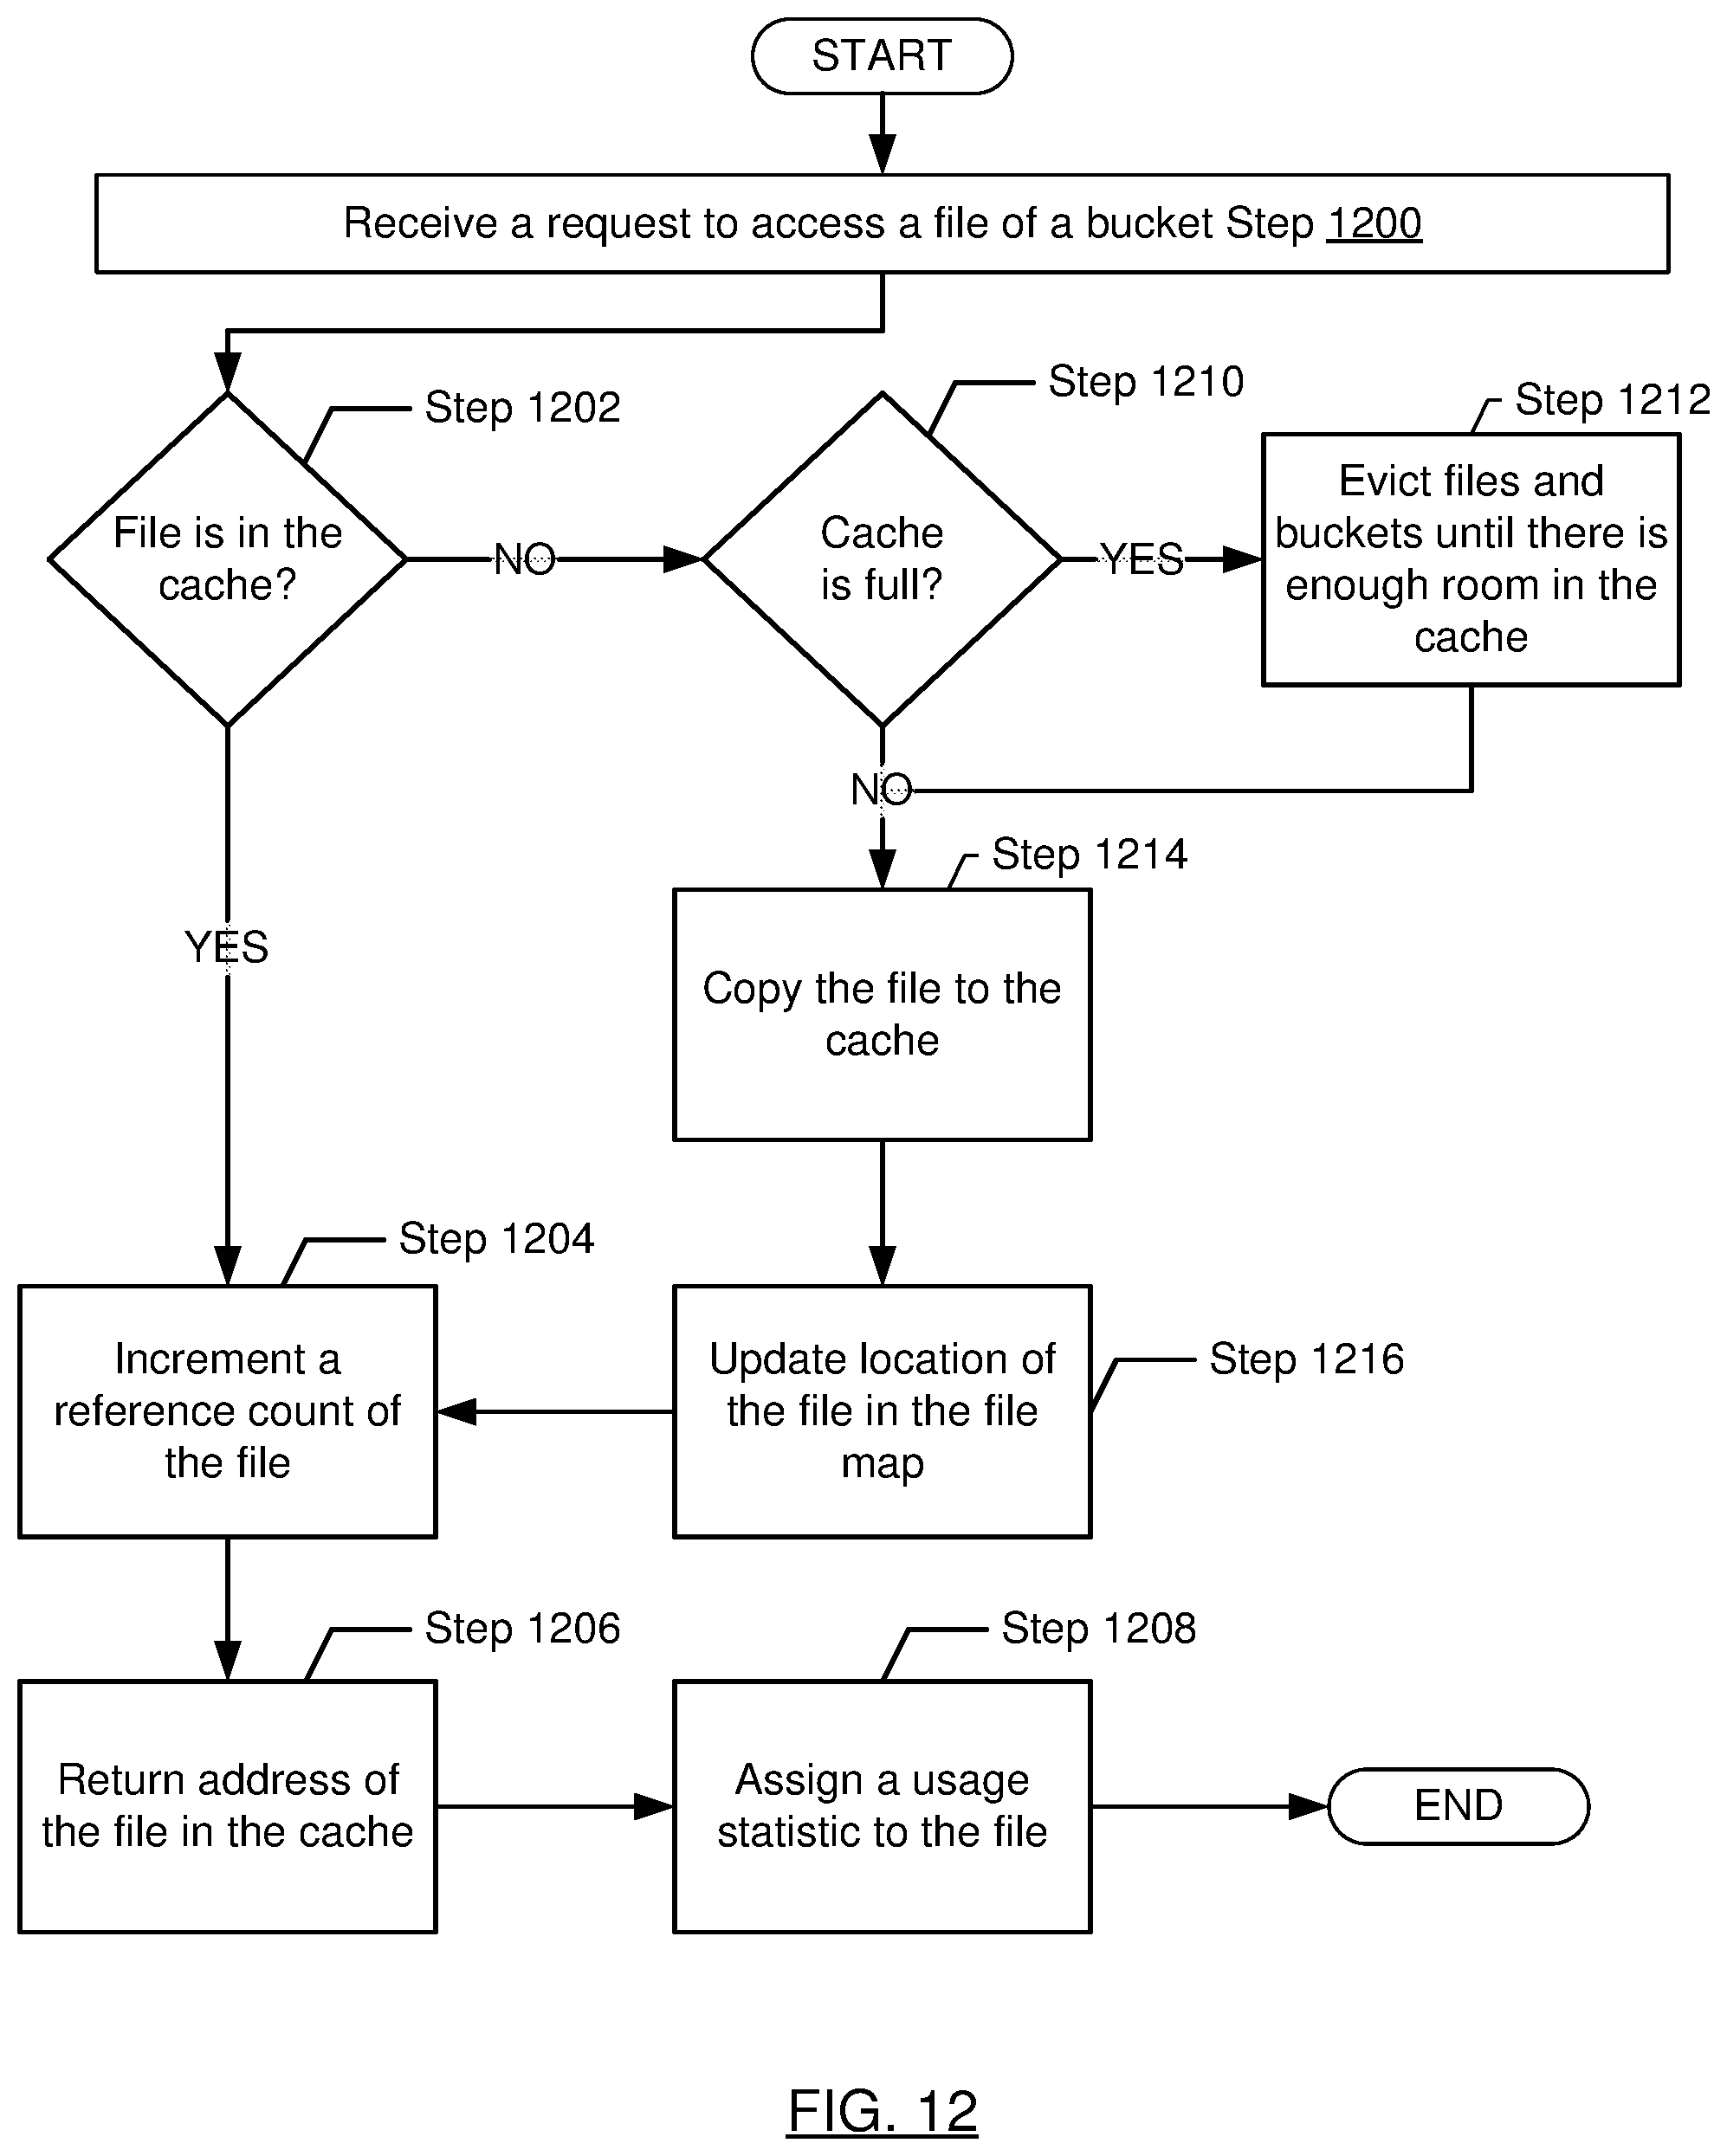 START
Receive a request to access a file of a bucket Step 1200
Step 1202
File is in the
cache?
NO
Step 1210
Cache
is full?
YES
Step 1212
Evict files and
buckets until there is
enough room in the
cache
NO
Step 1214
Copy the file to the
cache
YES
Step 1204
Increment a
reference count of
the file
Update location of
the file in the file
map
Step 1216
Step 1206
Return address of
the file in the cache
Step 1208
Assign a usage
statistic to the file
END
FIG. 12